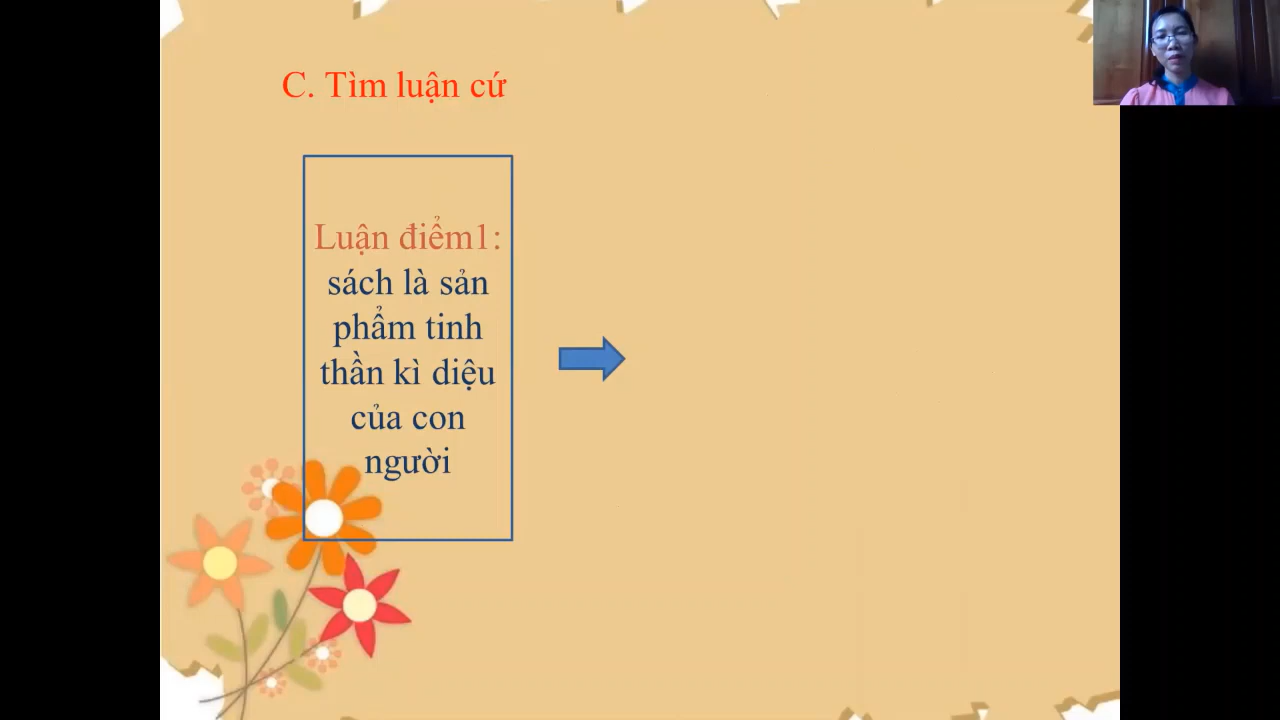 C. Tìm luận cứ
Luận điểm1:
sách là sản
phẩm tinh
thần kì diệu
của con
người